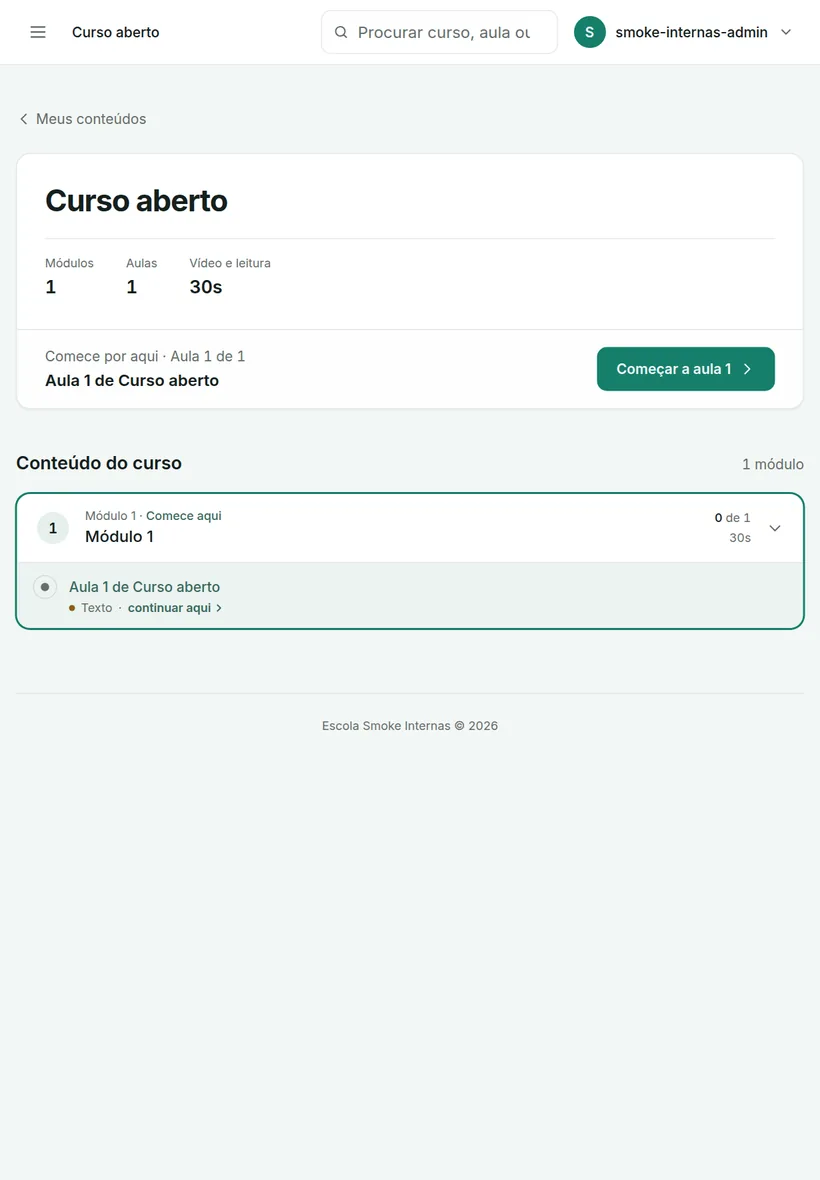 Curso aberto
Procurar curso, aula ou
S
smoke-internas-admin
Meus conteúdos
Curso aberto
Módulos
Aulas
Vídeo e leitura
1
1
30s
Comece por aqui · Aula 1 de 1
Aula 1 de Curso aberto
Começar a aula 1
Conteúdo do curso
1 módulo
1
Módulo 1 · Comece aqui
Módulo 1
0 de 1
30s
Aula 1 de Curso aberto
Texto · continuar aqui
Escola Smoke Internas © 2026